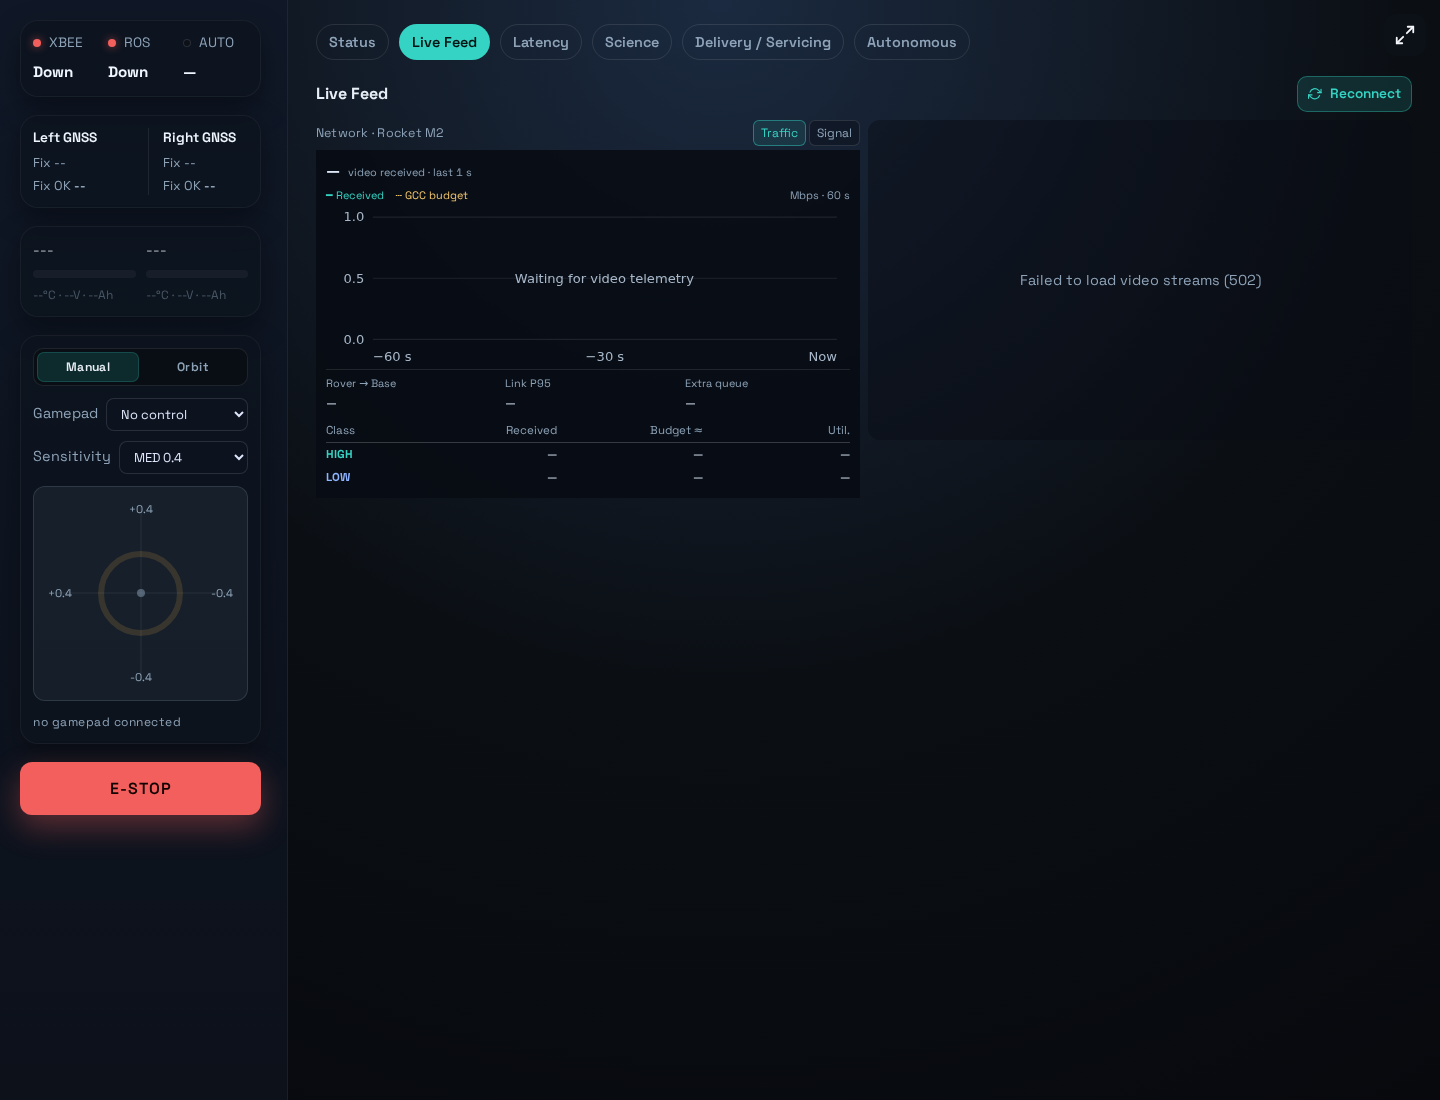 XBEE ROS AUTO
Down Down —
Left GNSS Right GNSS
Fix -- Fix --
Fix OK -- Fix OK --
--- ---
--°C · --V · --Ah --°C · --V · --Ah
Manual Orbit
Gamepad No control
Sensitivity MED 0.4
+0.4
+0.4 -0.4
-0.4
no gamepad connected
E-STOP
Status Live Feed Latency Science Delivery / Servicing Autonomous
Live Feed
Reconnect
Network · Rocket M2 Traffic Signal
— video received · last 1 s
Received GCC budget Mbps · 60 s
1.0
0.5 Waiting for video telemetry
0.0
−60 s −30 s Now
Rover → Base Link P95 Extra queue
— — —
Class Received Budget ≈ Util.
HIGH — — —
LOW — — —
Failed to load video streams (502)